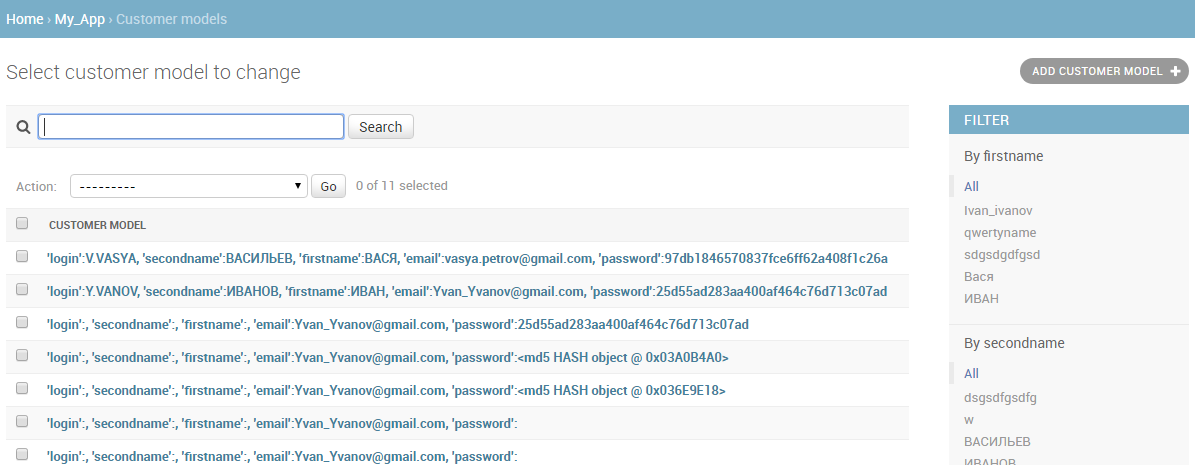 Home › My_App › Customer models
Select customer model to change
ADD CUSTOMER MODEL +
Search
Action: --------- Go 0 of 11 selected
CUSTOMER MODEL
'login':V.VASYA, 'secondname':ВАСИЛЬЕВ, 'firstname':ВАСЯ, 'email':vasya.petrov@gmail.com, 'password':97db1846570837fce6ff62a408f1c26a
'login':Y.VANOV, 'secondname':ИВАНОВ, 'firstname':ИВАН, 'email':Yvan_Yvanov@gmail.com, 'password':25d55ad283aa400af464c76d713c07ad
'login':, 'secondname':, 'firstname':, 'email':Yvan_Yvanov@gmail.com, 'password':25d55ad283aa400af464c76d713c07ad
'login':, 'secondname':, 'firstname':, 'email':Yvan_Yvanov@gmail.com, 'password':<md5 HASH object @ 0x03A0B4A0>
'login':, 'secondname':, 'firstname':, 'email':Yvan_Yvanov@gmail.com, 'password':<md5 HASH object @ 0x036E9E18>
'login':, 'secondname':, 'firstname':, 'email':Yvan_Yvanov@gmail.com, 'password':
'login':, 'secondname':, 'firstname':, 'email':Yvan_Yvanov@gmail.com, 'password':
FILTER
By firstname
All
Ivan_ivanov
qwertyname
sdgsdgdfgsd
Вася
ИВАН
By secondname
All
dsgsdfgsdfg
w
ВАСИЛЬЕВ
ИВАНОВ